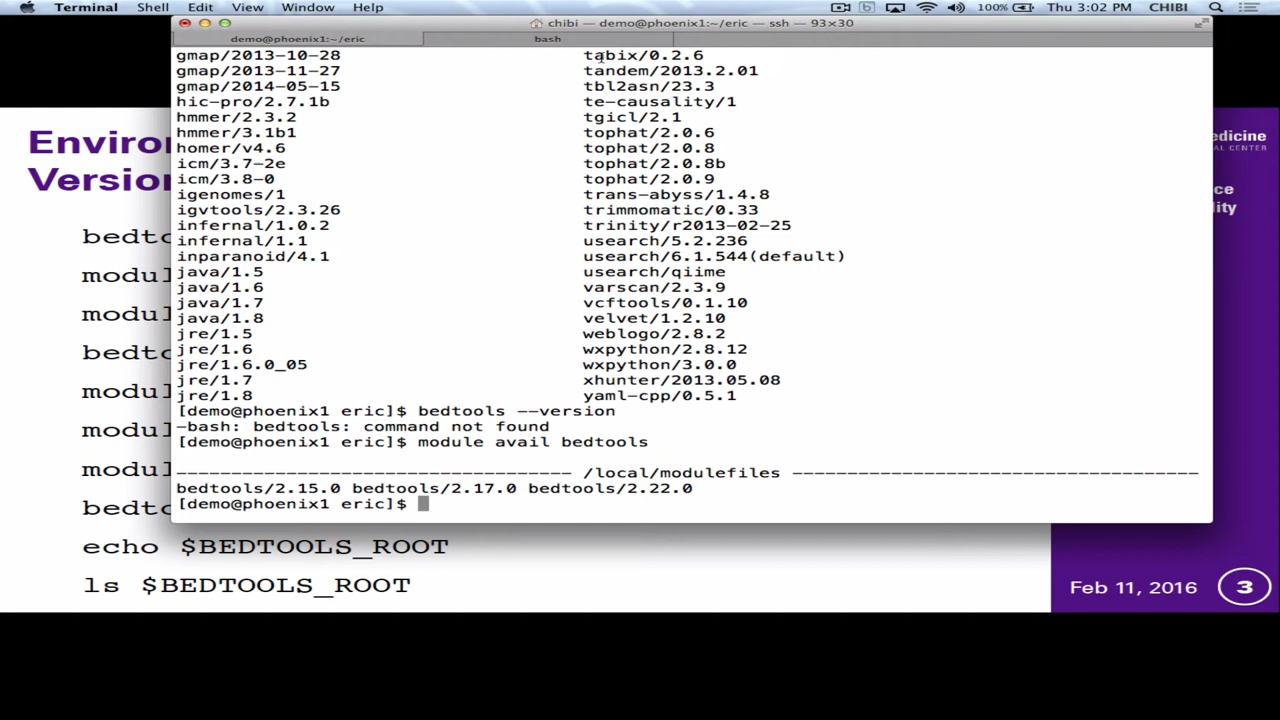 Terminal Shell Edit View Window Help 100% Thu 3:02 PM CHIBI
chibi — demo@phoenix1:~/eric — ssh — 93×30
demo@phoenix1:~/eric bash
gmap/2013-10-28 tabix/0.2.6
gmap/2013-11-27 tandem/2013.2.01
gmap/2014-05-15 tbl2asn/23.3
hic-pro/2.7.1b te-causality/1
hmmer/2.3.2 tgicl/2.1
hmmer/3.1b1 tophat/2.0.6
homer/v4.6 tophat/2.0.8
icm/3.7-2e tophat/2.0.8b
icm/3.8-0 tophat/2.0.9
igenomes/1 trans-abyss/1.4.8
igvtools/2.3.26 trimmomatic/0.33
infernal/1.0.2 trinity/r2013-02-25
infernal/1.1 usearch/5.2.236
inparanoid/4.1 usearch/6.1.544(default)
java/1.5 usearch/qiime
java/1.6 varscan/2.3.9
java/1.7 vcftools/0.1.10
java/1.8 velvet/1.2.10
jre/1.5 weblogo/2.8.2
jre/1.6 wxpython/2.8.12
jre/1.6.0_05 wxpython/3.0.0
jre/1.7 xhunter/2013.05.08
jre/1.8 yaml-cpp/0.5.1
[demo@phoenix1 eric]$ bedtools --version
-bash: bedtools: command not found
[demo@phoenix1 eric]$ module avail bedtools
------------------------------------ /local/modulefiles -------------------------------------
bedtools/2.15.0 bedtools/2.17.0 bedtools/2.22.0
[demo@phoenix1 eric]$
Environ
Version
bedto
modul
modul
bedto
modul
modul
modul
bedto
echo $BEDTOOLS_ROOT
ls $BEDTOOLS_ROOT
edicine
CAL CENTER
ce
lity
Feb 11, 2016 3